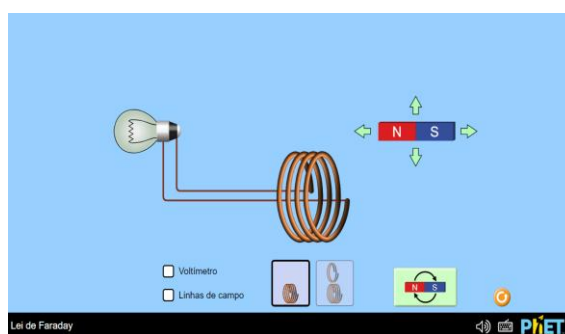 N S
Voltímetro
Linhas de campo
N S
Lei de Faraday
PhET